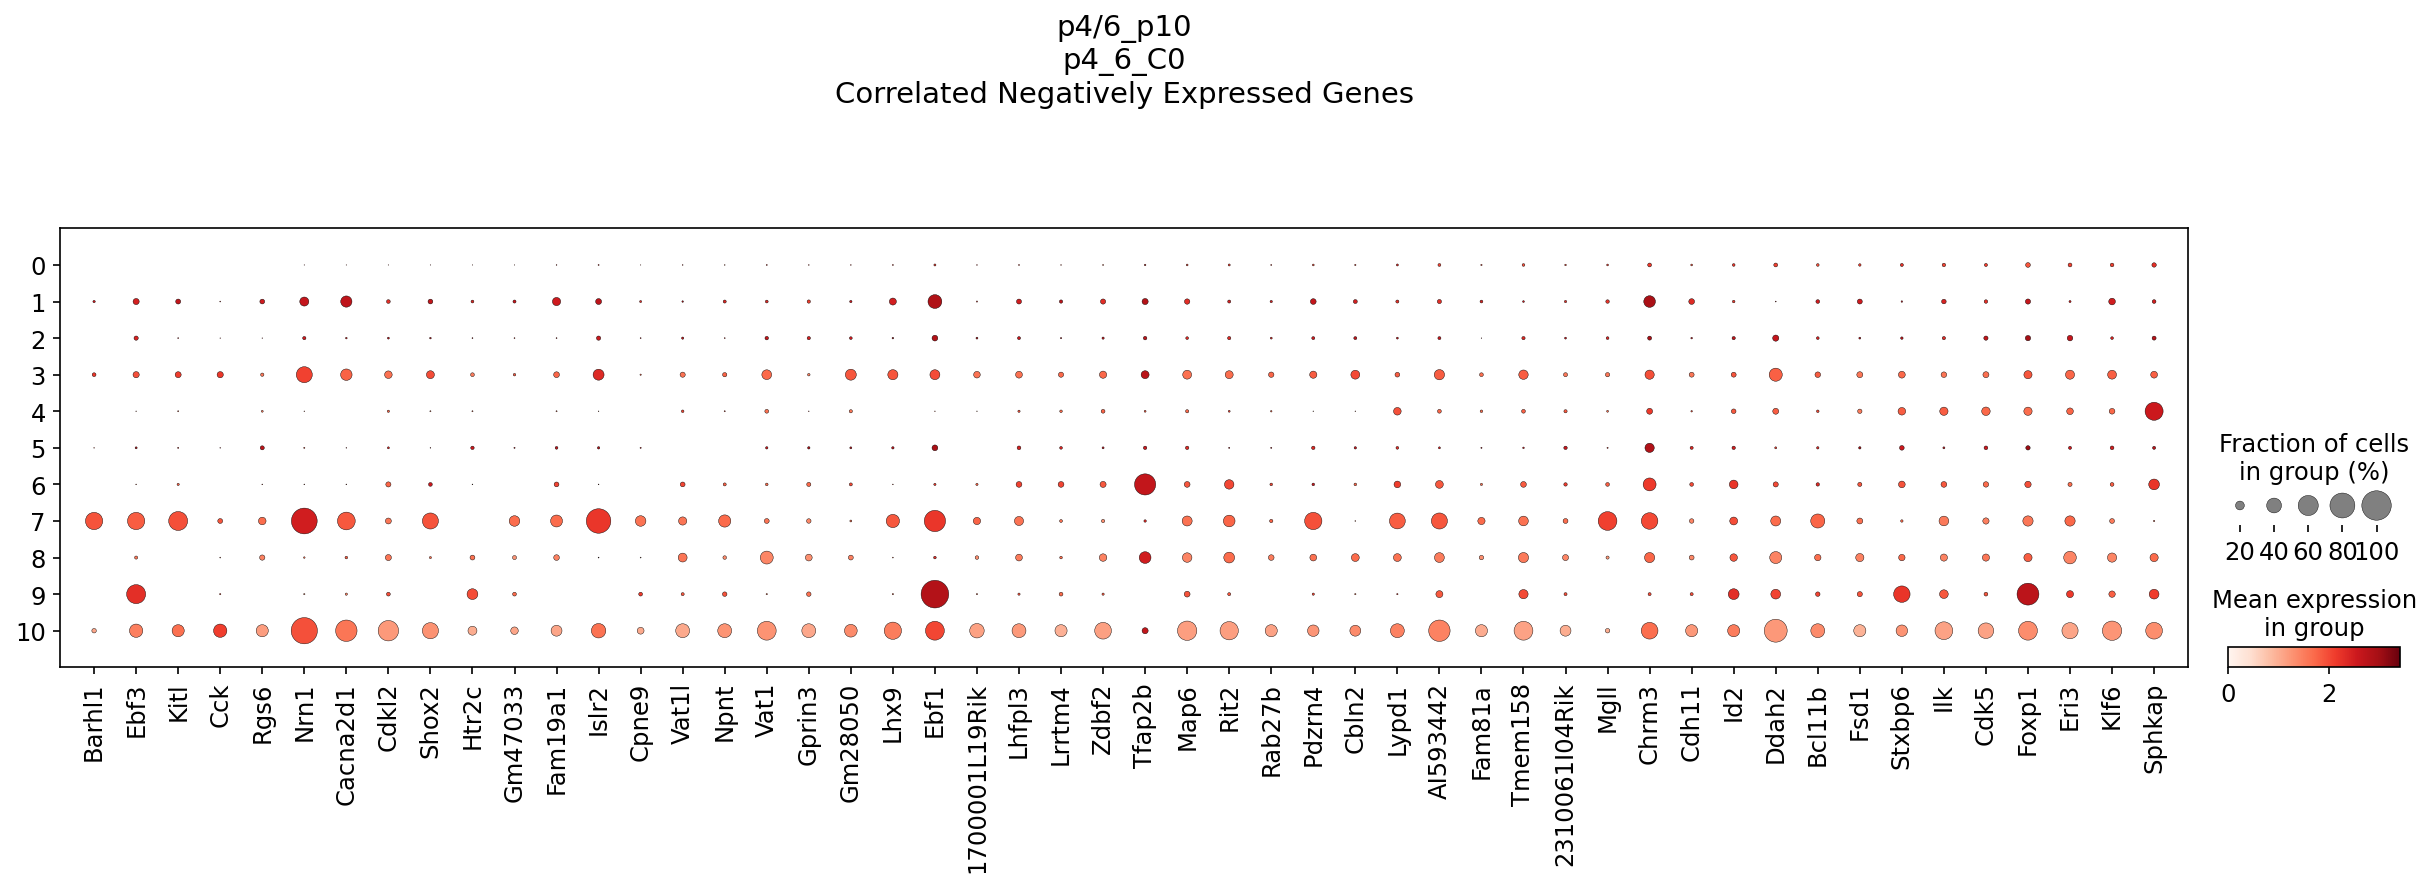 p4/6_p10
p4_6_C0
Correlated Negatively Expressed Genes
0
1
2
3
4
5
6
7
8
9
10
Barhl1
Ebf3
Kitl
Cck
Rgs6
Nrn1
Cacna2d1
Cdkl2
Shox2
Htr2c
Gm47033
Fam19a1
Islr2
Cpne9
Vat1l
Npnt
Vat1
Gprin3
Gm28050
Lhx9
Ebf1
1700001L19Rik
Lhfpl3
Lrrtm4
Zdbf2
Tfap2b
Map6
Rit2
Rab27b
Pdzrn4
Cbln2
Lypd1
AI593442
Fam81a
Tmem158
2310061I04Rik
Mgll
Chrm3
Cdh11
Id2
Ddah2
Bcl11b
Fsd1
Stxbp6
Ilk
Cdk5
Foxp1
Eri3
Klf6
Sphkap
Fraction of cells
in group (%)
20 40 60 80 100
Mean expression
in group
0 2